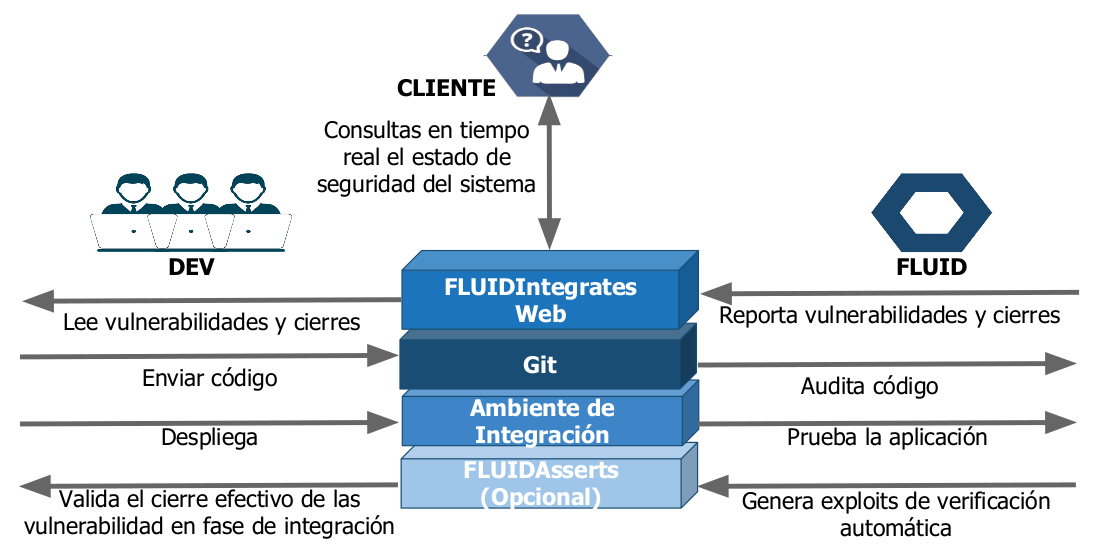 CLIENTE
Consultas en tiempo
real el estado de
seguridad del sistema
DEV
FLUID
FLUIDIntegrates
Web
Lee vulnerabilidades y cierres
Reporta vulnerabilidades y cierres
Git
Enviar código
Audita código
Ambiente de
Integración
Despliega
Prueba la aplicación
FLUIDAsserts
(Opcional)
Valida el cierre efectivo de las
vulnerabilidad en fase de integración
Genera exploits de verificación
automática
?